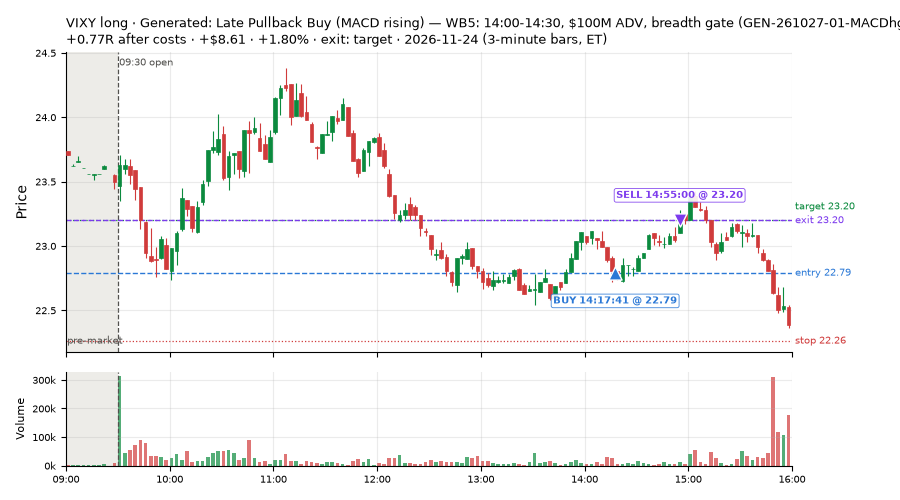 VIXY long · Generated: Late Pullback Buy (MACD rising) — WB5: 14:00-14:30, $100M ADV, breadth gate (GEN-261027-01-MACDhg
+0.77R after costs · +$8.61 · +1.80% · exit: target · 2026-11-24 (3-minute bars, ET)
24.5
09:30 open
24.0
23.5
SELL 14:55:00 @ 23.20
target 23.20
exit 23.20
Price
23.0
entry 22.79
BUY 14:17:41 @ 22.79
22.5
pre-market
stop 22.26
300k
200k
Volume
100k
0k
09:00 10:00 11:00 12:00 13:00 14:00 15:00 16:00